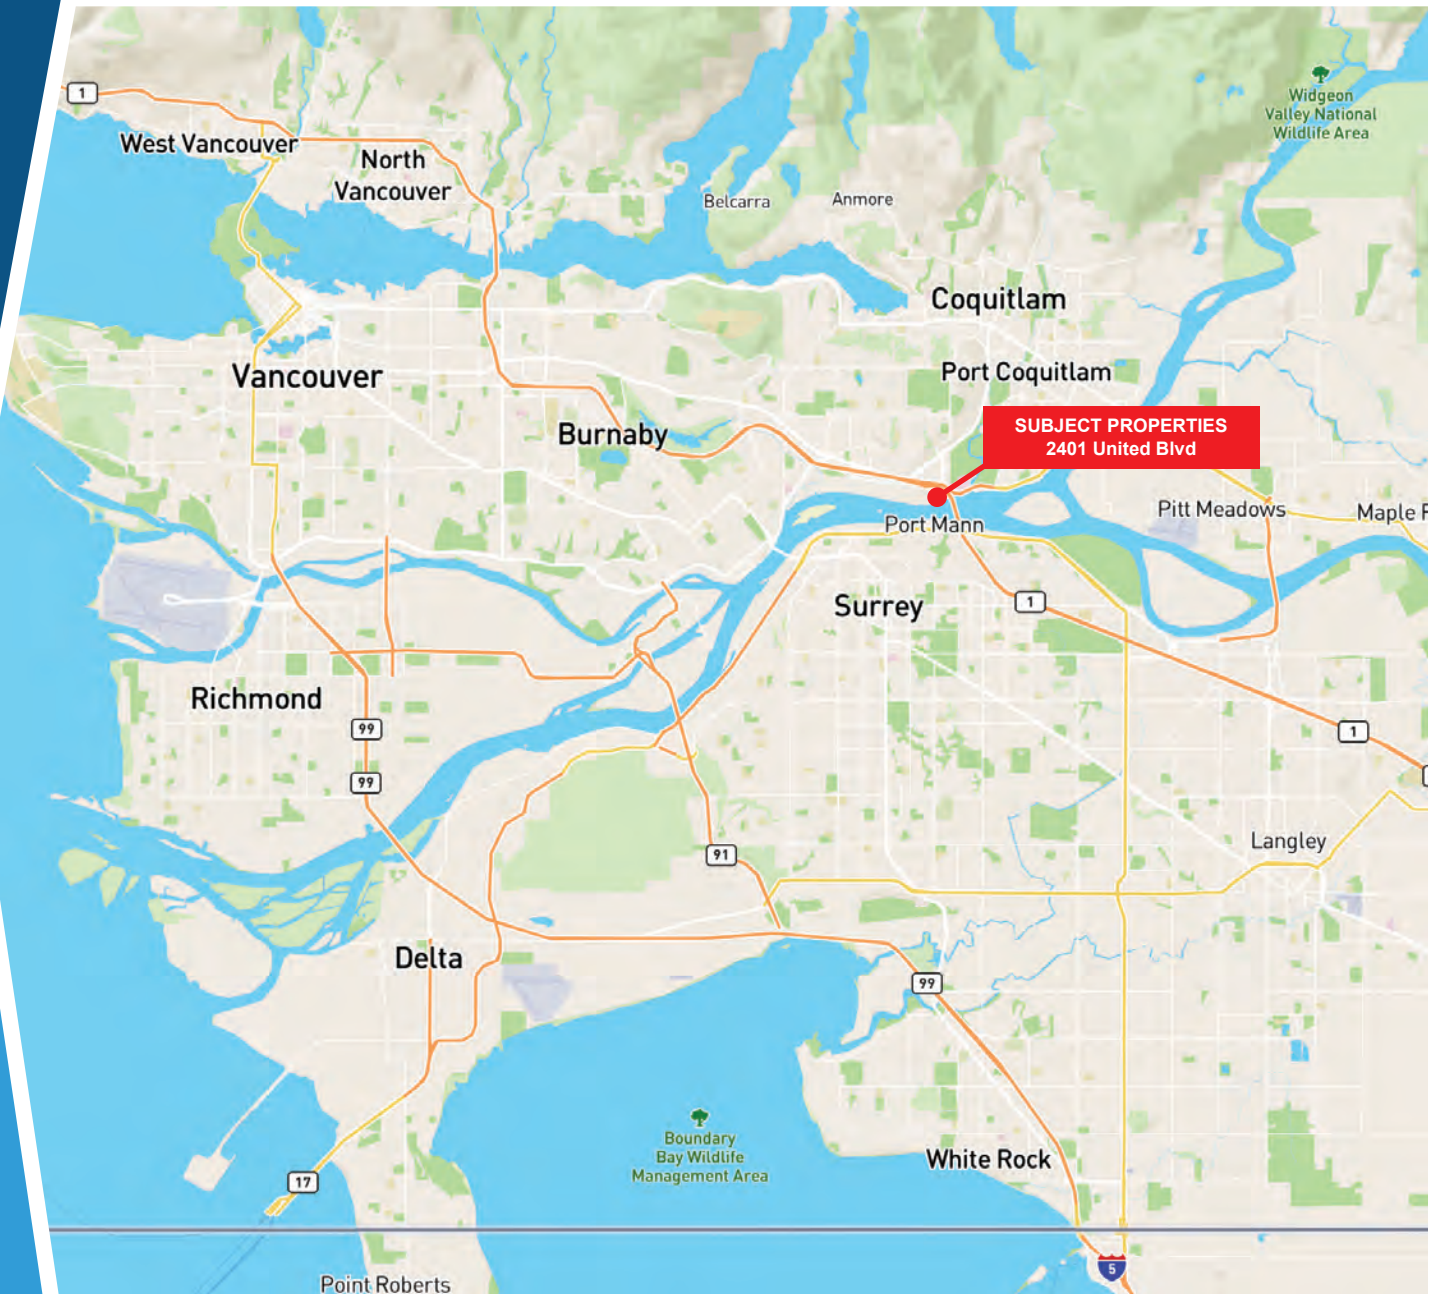 1
Widgeon
Valley National
Wildlife Area
West Vancouver
North
Vancouver
Belcarra
Anmore
Coquitlam
Port Coquitlam
Vancouver
SUBJECT PROPERTIES
2401 United Blvd
Burnaby
Pitt Meadows
Maple
Port Mann
Surrey
1
Richmond
99
1
99
Langley
91
Delta
99
Boundary
Bay Wildlife
Management Area
White Rock
17
5
Point Roberts